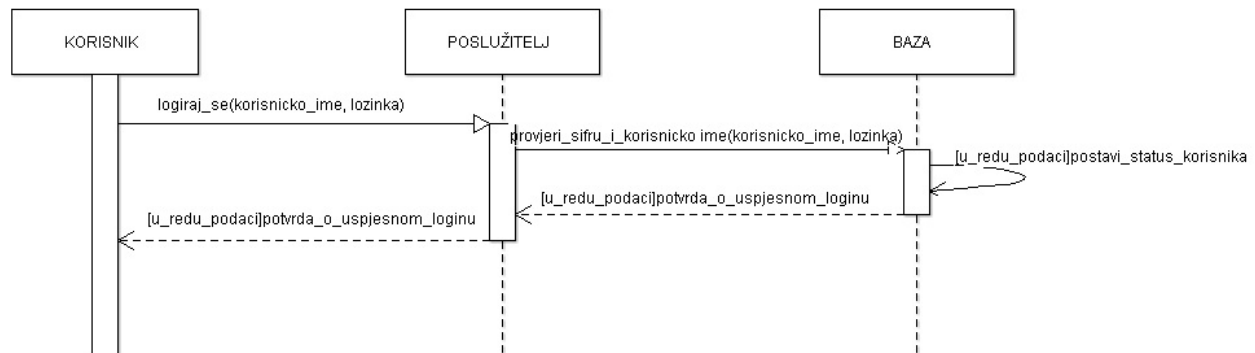 KORISNIK
POSLUŽITELJ
BAZA
logiraj_se(korisnicko_ime, lozinka)
provjeri_sifru_i_korisnicko ime(korisnicko_ime, lozinka)
[u_redu_podaci]postavi_status_korisnika
[u_redu_podaci]potvrda_o_uspjesnom_loginu
[u_redu_podaci]potvrda_o_uspjesnom_loginu